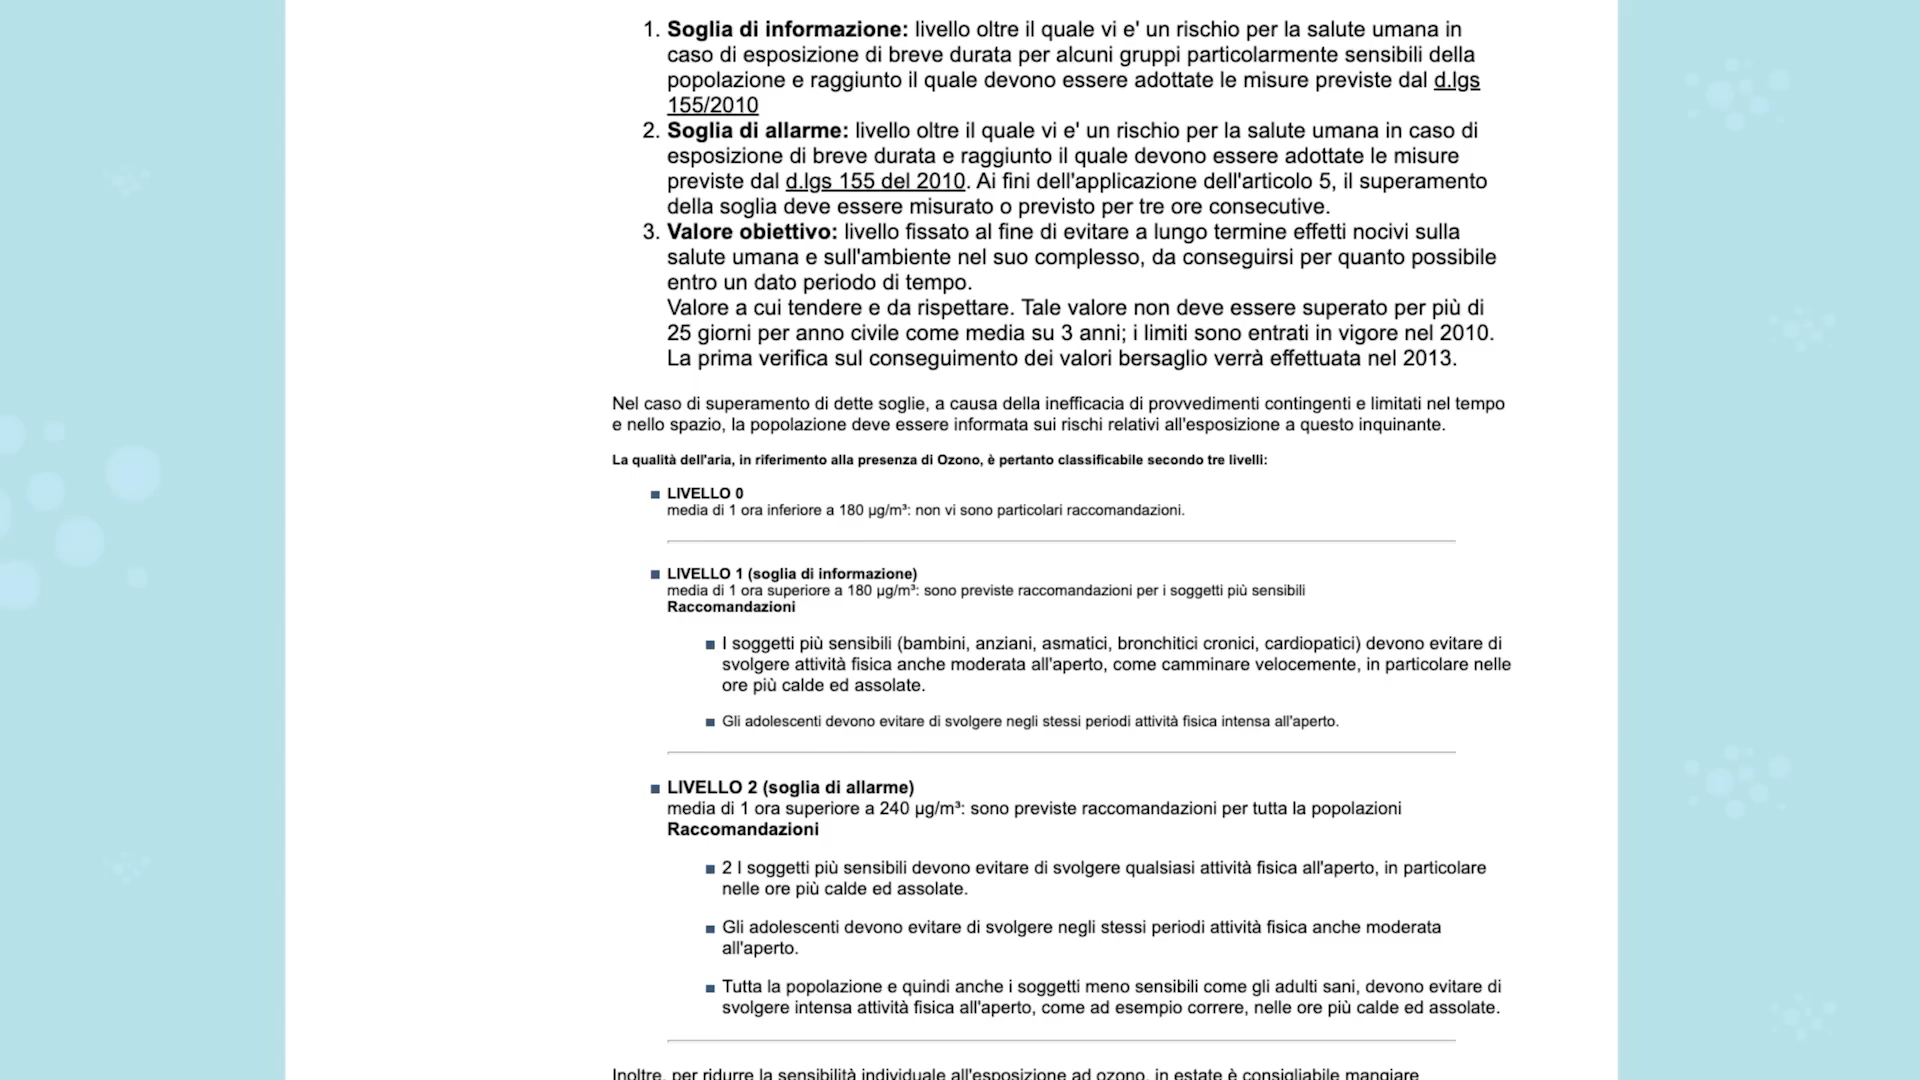 1. Soglia di informazione: livello oltre il quale vi e' un rischio per la salute umana in
caso di esposizione di breve durata per alcuni gruppi particolarmente sensibili della
popolazione e raggiunto il quale devono essere adottate le misure previste dal d.lgs
155/2010
2. Soglia di allarme: livello oltre il quale vi e' un rischio per la salute umana in caso di
esposizione di breve durata e raggiunto il quale devono essere adottate le misure
previste dal d.lgs 155 del 2010. Ai fini dell'applicazione dell'articolo 5, il superamento
della soglia deve essere misurato o previsto per tre ore consecutive.
3. Valore obiettivo: livello fissato al fine di evitare a lungo termine effetti nocivi sulla
salute umana e sull'ambiente nel suo complesso, da conseguirsi per quanto possibile
entro un dato periodo di tempo.
Valore a cui tendere e da rispettare. Tale valore non deve essere superato per più di
25 giorni per anno civile come media su 3 anni; i limiti sono entrati in vigore nel 2010.
La prima verifica sul conseguimento dei valori bersaglio verrà effettuata nel 2013.
Nel caso di superamento di dette soglie, a causa della inefficacia di provvedimenti contingenti e limitati nel tempo
e nello spazio, la popolazione deve essere informata sui rischi relativi all'esposizione a questo inquinante.
La qualità dell'aria, in riferimento alla presenza di Ozono, è pertanto classificabile secondo tre livelli:
LIVELLO 0
media di 1 ora inferiore a 180 µg/m³: non vi sono particolari raccomandazioni.
LIVELLO 1 (soglia di informazione)
media di 1 ora superiore a 180 µg/m³: sono previste raccomandazioni per i soggetti più sensibili
Raccomandazioni
I soggetti più sensibili (bambini, anziani, asmatici, bronchitici cronici, cardiopatici) devono evitare di
svolgere attività fisica anche moderata all'aperto, come camminare velocemente, in particolare nelle
ore più calde ed assolate.
Gli adolescenti devono evitare di svolgere negli stessi periodi attività fisica intensa all'aperto.
LIVELLO 2 (soglia di allarme)
media di 1 ora superiore a 240 µg/m³: sono previste raccomandazioni per tutta la popolazioni
Raccomandazioni
2 I soggetti più sensibili devono evitare di svolgere qualsiasi attività fisica all'aperto, in particolare
nelle ore più calde ed assolate.
Gli adolescenti devono evitare di svolgere negli stessi periodi attività fisica anche moderata
all'aperto.
Tutta la popolazione e quindi anche i soggetti meno sensibili come gli adulti sani, devono evitare di
svolgere intensa attività fisica all'aperto, come ad esempio correre, nelle ore più calde ed assolate.
Inoltre, per ridurre la sensibilità individuale all'esposizione ad ozono, in estate è consigliabile mangiare